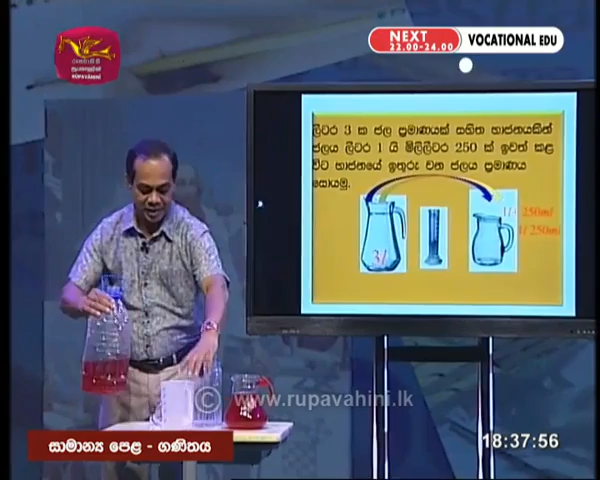 NEXT
22.00-24.00
VOCATIONAL EDU
RUPAVAHINI
ලීටර 3 ක ජල ප්‍රමාණයක් සහිත භාජනයකින්
ජලය ලීටර 1 යි මිලිලීටර 250 ක් ඉවත් කළ
විට භාජනයේ ඉතුරු වන ජලය ප්‍රමාණය
සොයමු.
3l
1l+ 250ml
1l 250ml
© www.rupavahini.lk
සාමාන්‍ය පෙළ - ගණිතය
18:37:56